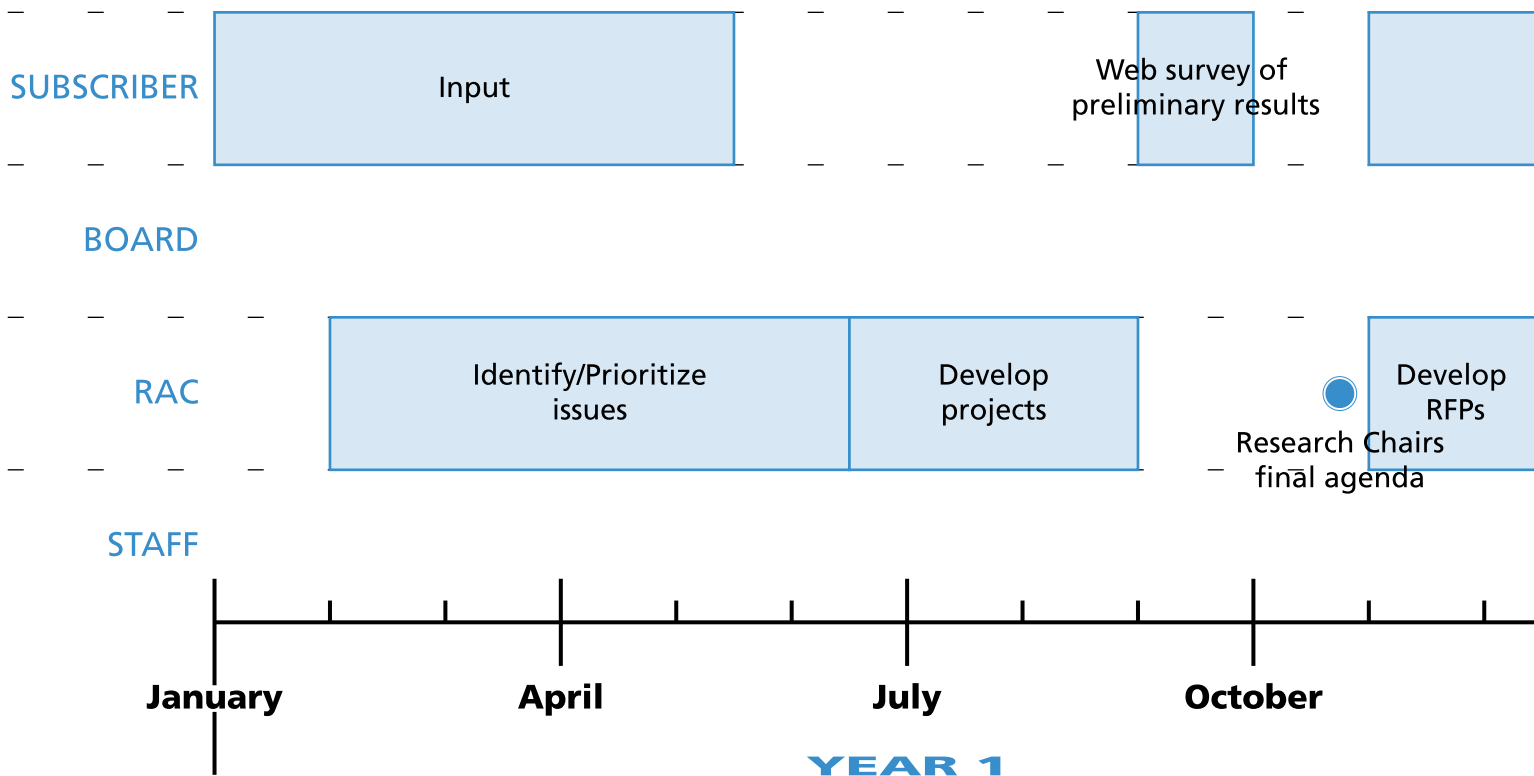 SUBSCRIBER
Input
Web survey of
preliminary results
BOARD
RAC
Identify/Prioritize
issues
Develop
projects
Develop
RFPs
Research Chairs
final agenda
STAFF
January
April
July
October
YEAR 1